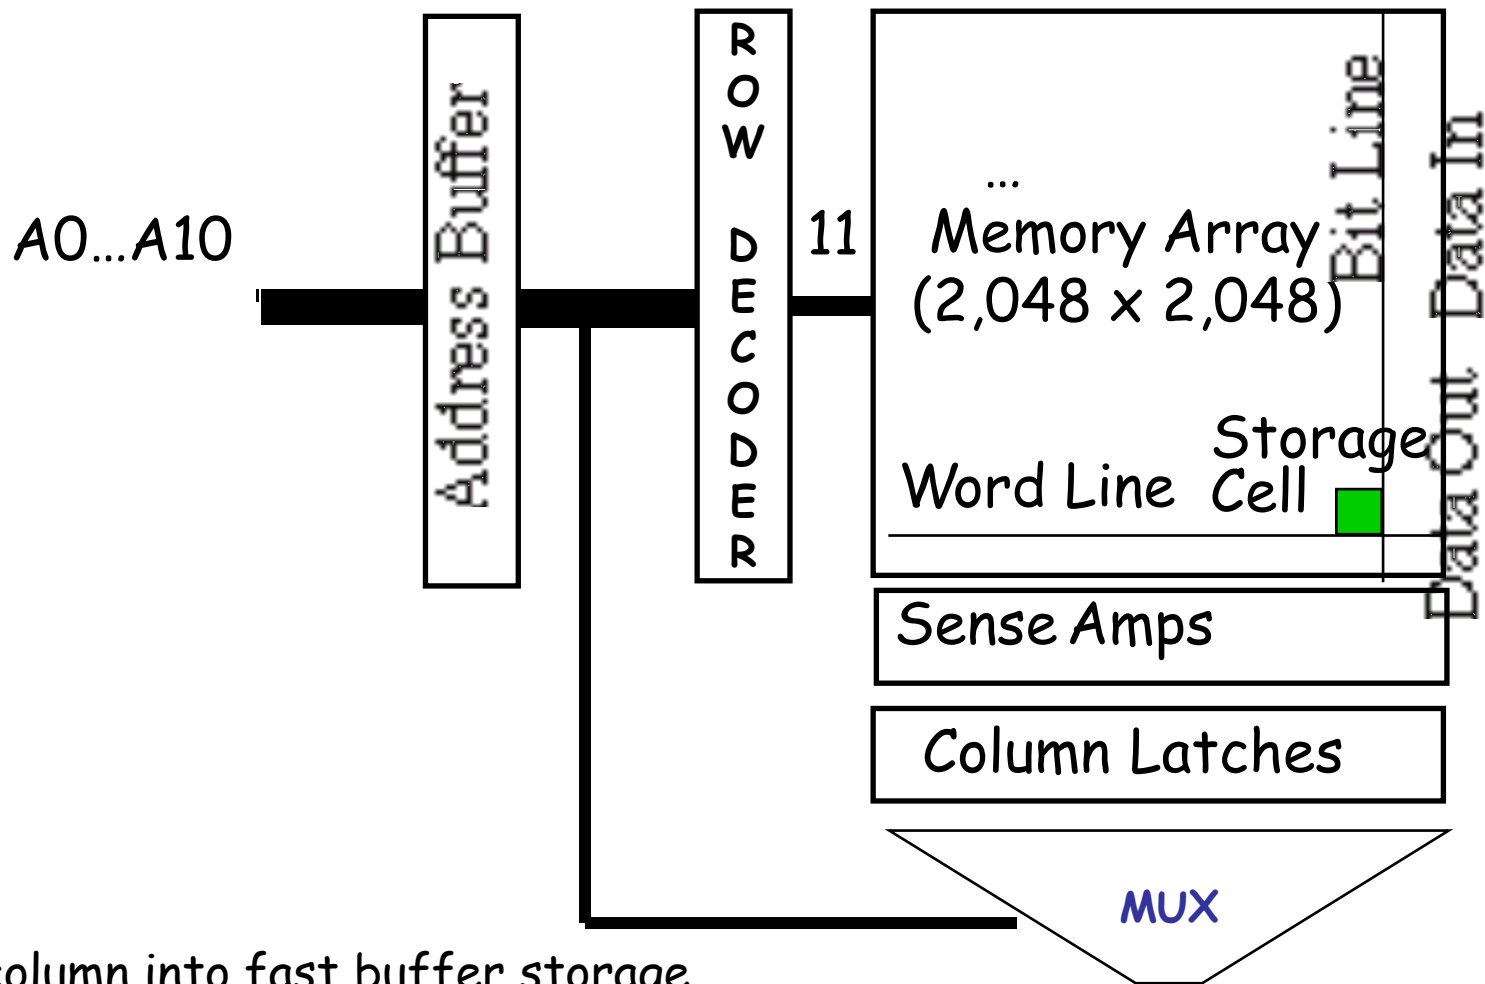 A0...A10
Address Buffer
ROW DECODER
11
...
Memory Array
(2,048 x 2,048)
Bit Line
Data In
Data Out
Storage
Cell
Word Line
Sense Amps
Column Latches
MUX
column into fast buffer storage